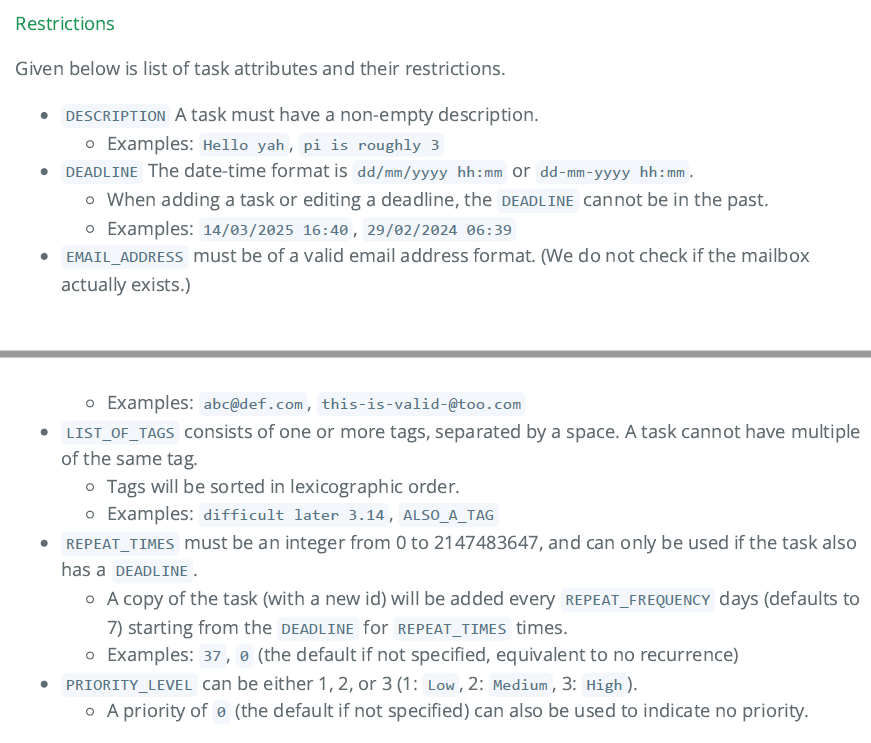 Restrictions
Given below is list of task attributes and their restrictions.
• DESCRIPTION A task must have a non-empty description.
◦ Examples: Hello yah, pi is roughly 3
• DEADLINE The date-time format is dd/mm/yyyy hh:mm or dd-mm-yyyy hh:mm.
◦ When adding a task or editing a deadline, the DEADLINE cannot be in the past.
◦ Examples: 14/03/2025 16:40, 29/02/2024 06:39
• EMAIL_ADDRESS must be of a valid email address format. (We do not check if the mailbox
actually exists.)
◦ Examples: abc@def.com, this-is-valid-@too.com
• LIST_OF_TAGS consists of one or more tags, separated by a space. A task cannot have multiple
of the same tag.
◦ Tags will be sorted in lexicographic order.
◦ Examples: difficult later 3.14, ALSO_A_TAG
• REPEAT_TIMES must be an integer from 0 to 2147483647, and can only be used if the task also
has a DEADLINE.
◦ A copy of the task (with a new id) will be added every REPEAT_FREQUENCY days (defaults to
7) starting from the DEADLINE for REPEAT_TIMES times.
◦ Examples: 37, 0 (the default if not specified, equivalent to no recurrence)
• PRIORITY_LEVEL can be either 1, 2, or 3 (1: Low, 2: Medium, 3: High).
◦ A priority of 0 (the default if not specified) can also be used to indicate no priority.